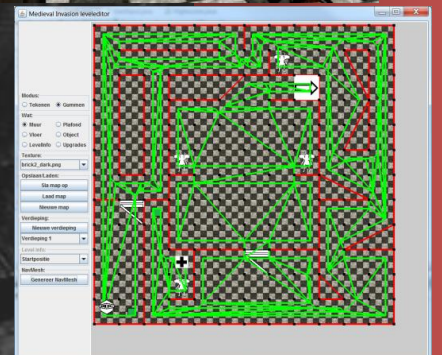 Medieval Invasion leveleditor
Modus:
Tekenen Gummen
Wat:
Muur Plafond
Vloer Object
LevelInfo Upgrades
Texture:
brick2_dark.png
Opslaan/Laden:
Sla map op
Laad map
Nieuwe map
Verdieping:
Nieuwe verdieping
Verdieping 1
Level info:
Startpositie
NavMesh:
Genereer NavMesh